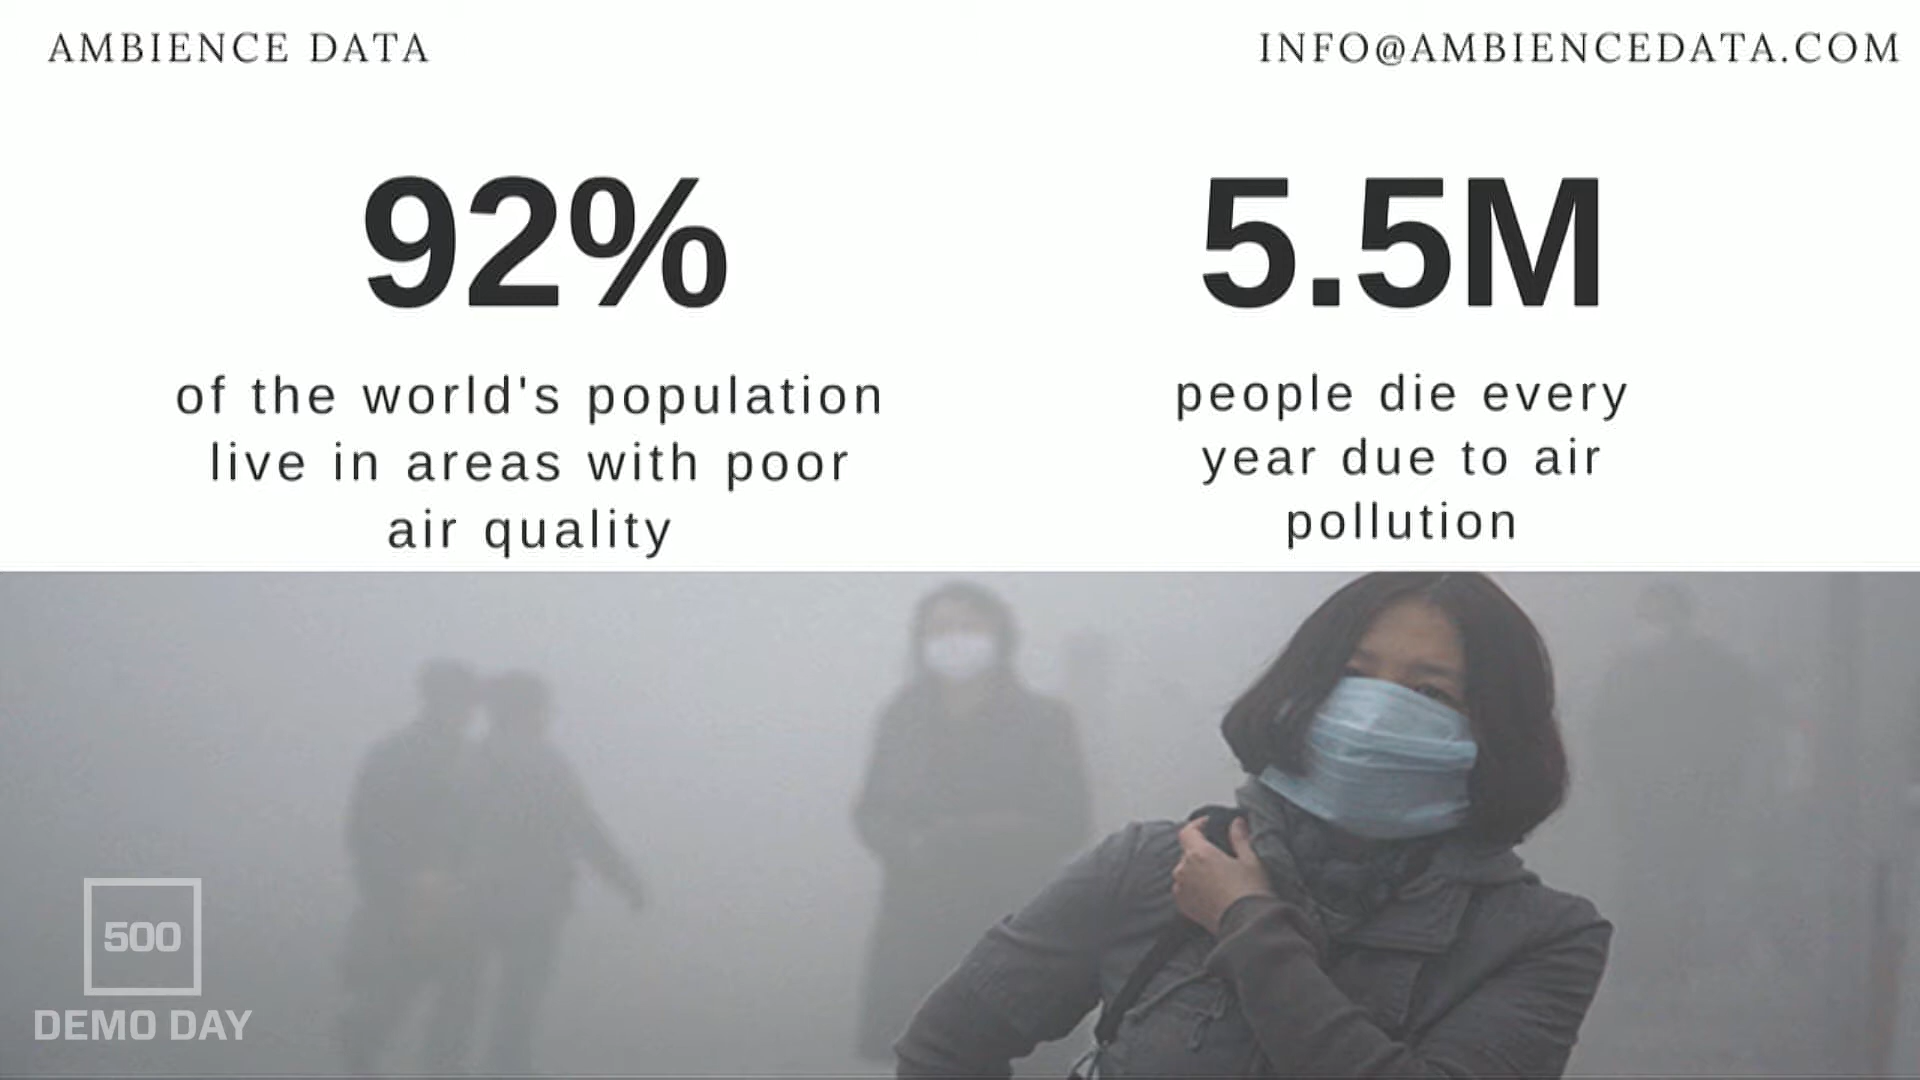 AMBIENCE DATA
INFO@AMBIENCEDATA.COM
92%
of the world's population
live in areas with poor
air quality
5.5M
people die every
year due to air
pollution
500
DEMO DAY